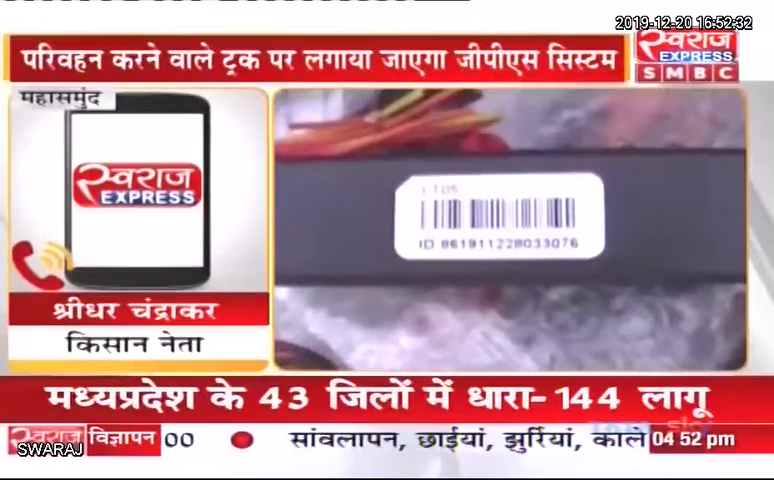 2019-12-20 16:52:32
परिवहन करने वाले ट्रक पर लगाया जाएगा जीपीएस सिस्टम
स्वराज
EXPRESS
SMBC
महासमुंद
स्वराज
EXPRESS
LT05
ID 861911228033076
श्रीधर चंद्राकर
किसान नेता
मध्यप्रदेश के 43 जिलों में धारा-144 लागू
स्वराज विज्ञापन 00 सांवलापन, छाईयां, झुर्रियां, काले 04 52 pm
SWARAJ